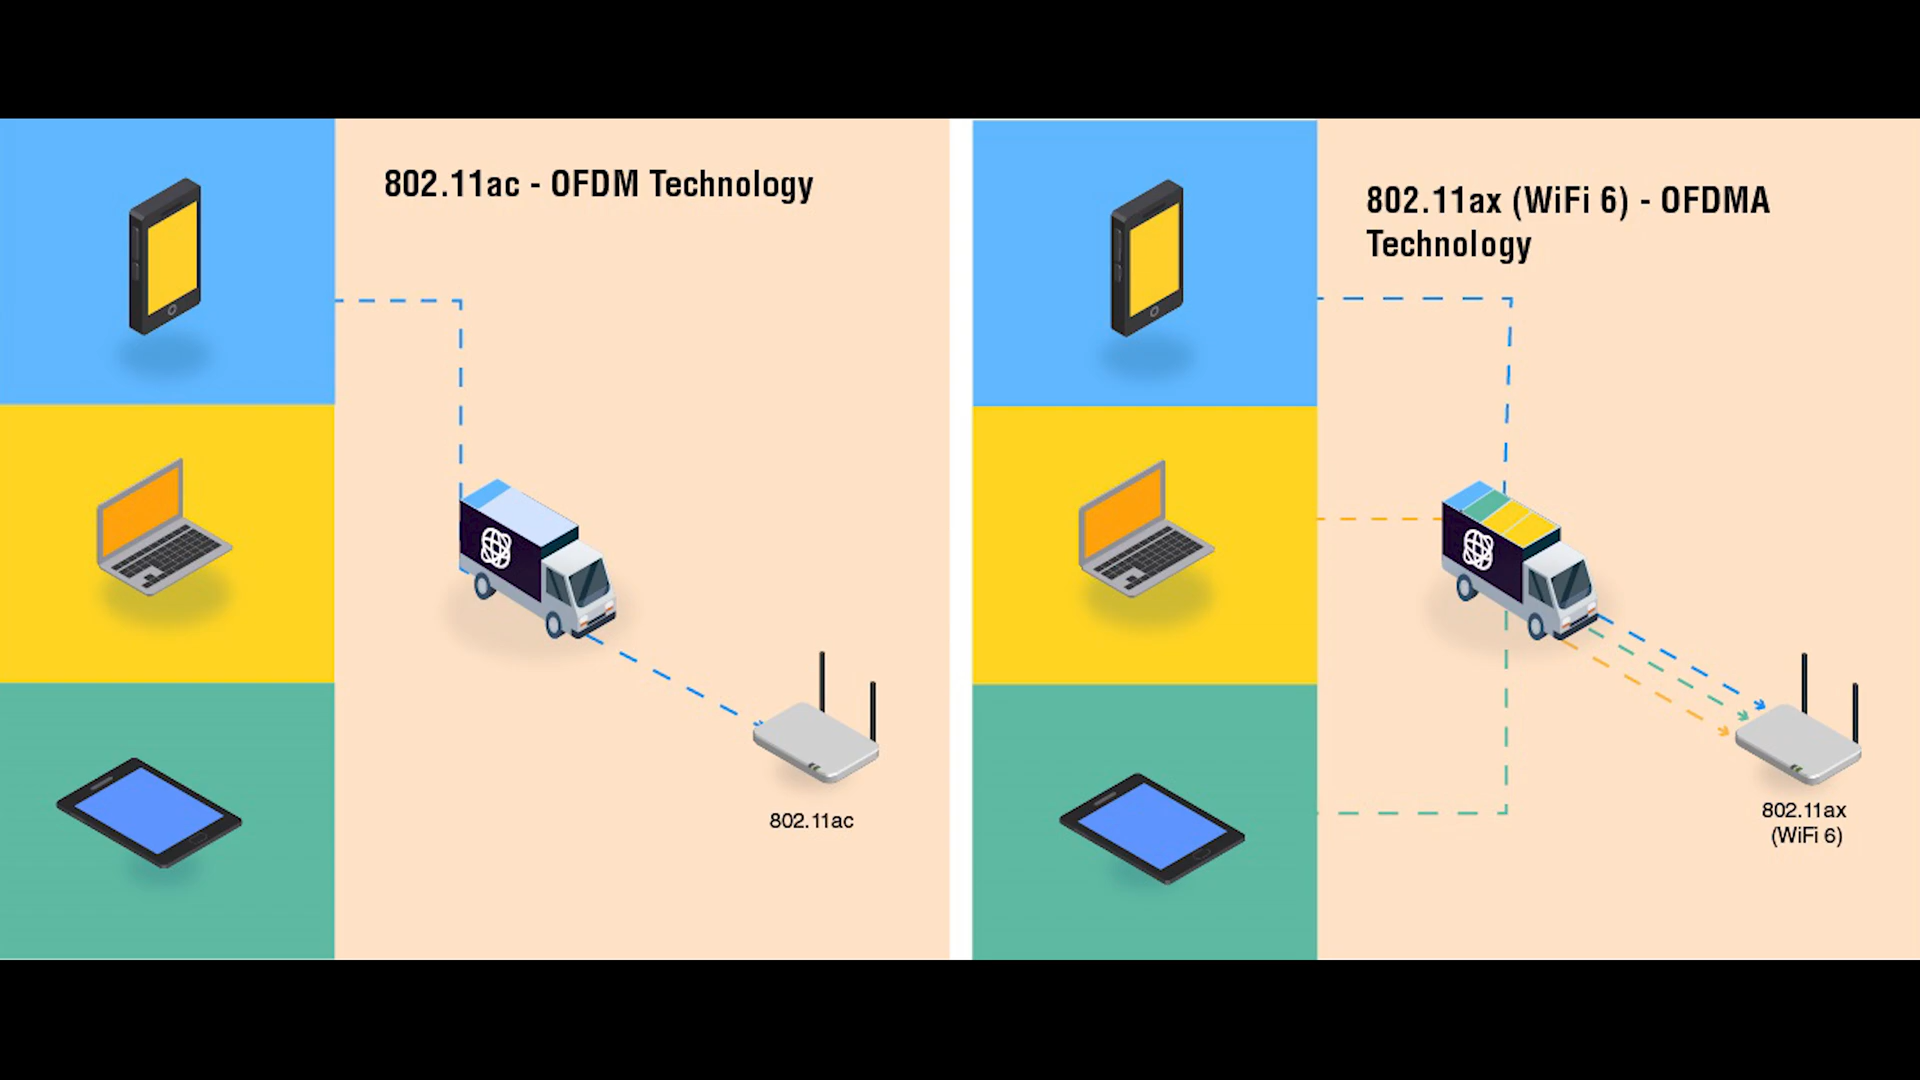 802.11ac - OFDM Technology
802.11ac
802.11ax (WiFi 6) - OFDMA
Technology
802.11ax
(WiFi 6)